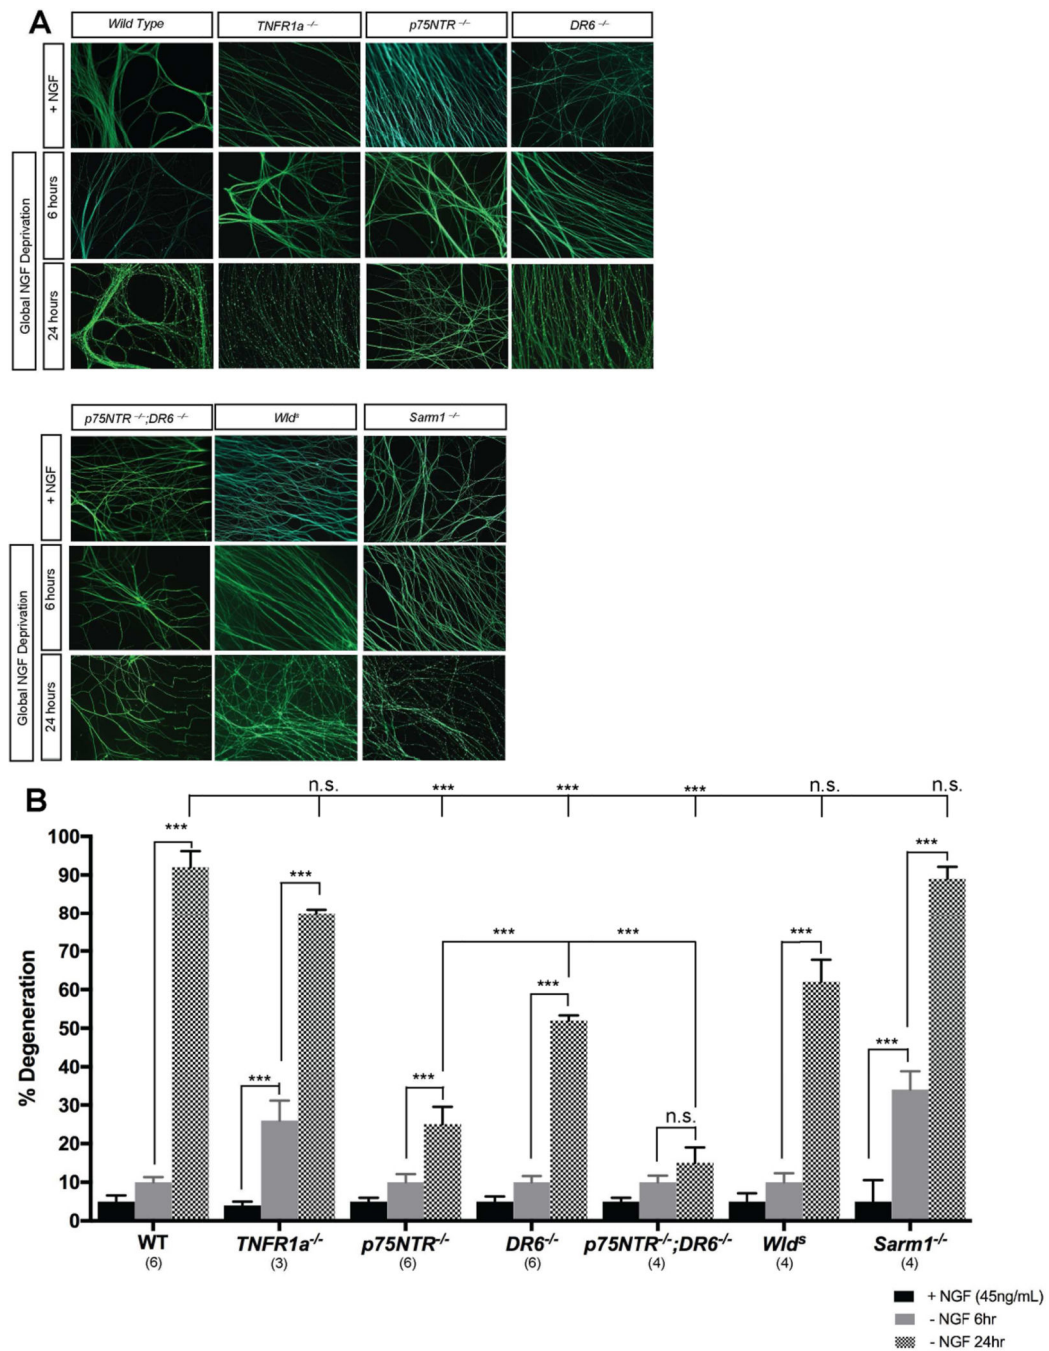 A
Wild Type
TNFR1a -/-
p75NTR -/-
DR6 -/-
+ NGF
Global NGF Deprivation
6 hours
24 hours
p75NTR -/-;DR6 -/-
Wldˢ
Sarm1 -/-
+ NGF
Global NGF Deprivation
6 hours
24 hours
B
n.s. *** *** *** n.s. n.s.
% Degeneration
100
90
80
70
60
50
40
30
20
10
0
***
*** ***
***
***
***
***
n.s.
***
*** ***
***
WT TNFR1a-/- p75NTR-/- DR6-/- p75NTR-/-;DR6-/- Wldˢ Sarm1-/-
(6) (3) (6) (6) (4) (4) (4)
+ NGF (45ng/mL)
- NGF 6hr
- NGF 24hr